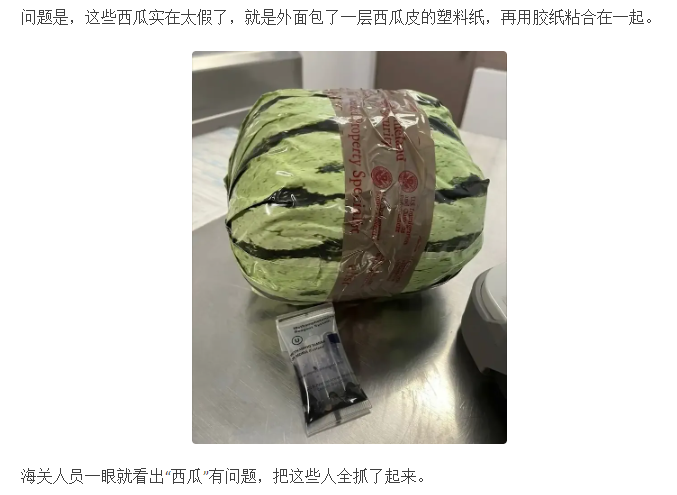 问题是，这些西瓜实在太假了，就是外面包了一层西瓜皮的塑料纸，再用胶纸粘合在一起。
Property
海关人员一眼就看出“西瓜”有问题，把这些人全抓了起来。